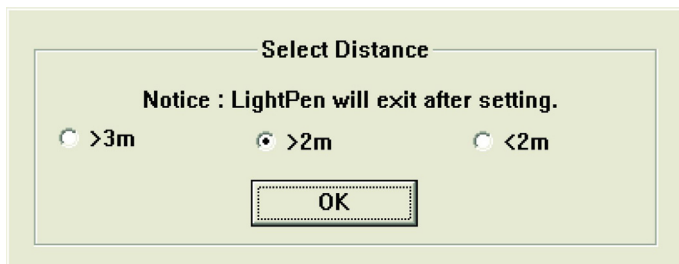 Select Distance
Notice : LightPen will exit after setting.
>3m >2m <2m
OK